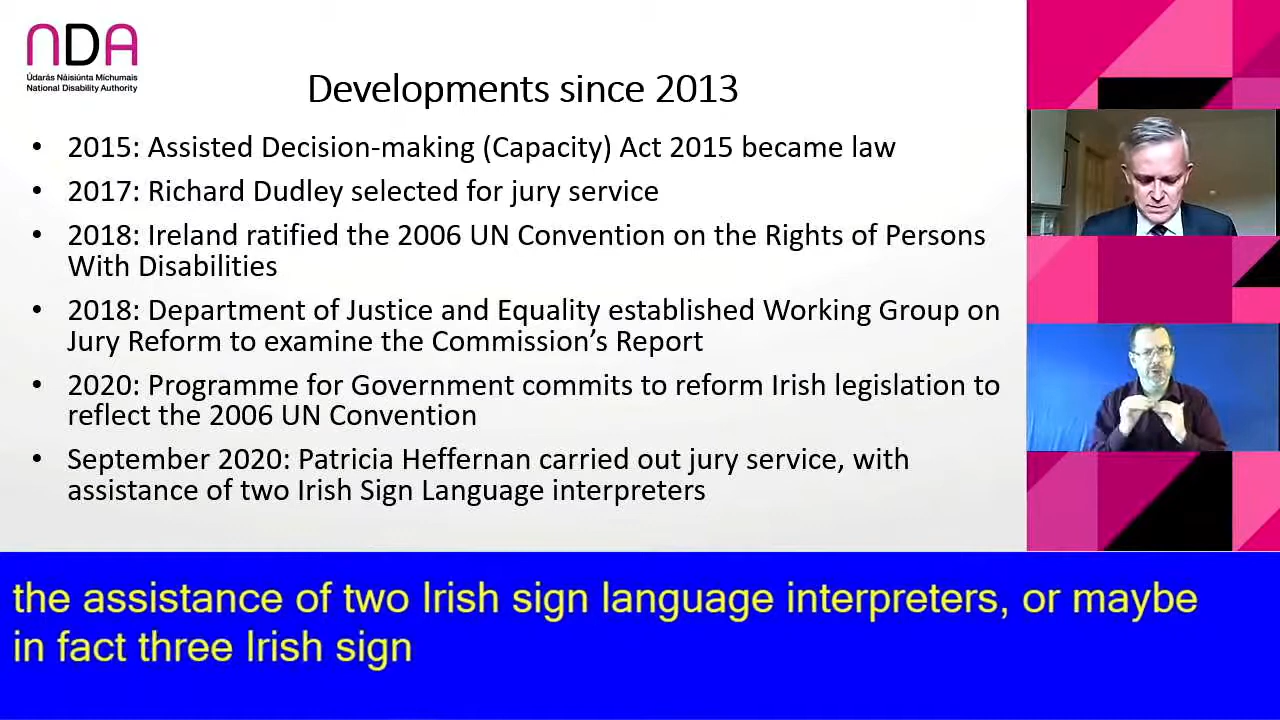 NDA
Údarás Náisiúnta Míchumais
National Disability Authority
Developments since 2013
• 2015: Assisted Decision-making (Capacity) Act 2015 became law
• 2017: Richard Dudley selected for jury service
• 2018: Ireland ratified the 2006 UN Convention on the Rights of Persons
With Disabilities
• 2018: Department of Justice and Equality established Working Group on
Jury Reform to examine the Commission’s Report
• 2020: Programme for Government commits to reform Irish legislation to
reflect the 2006 UN Convention
• September 2020: Patricia Heffernan carried out jury service, with
assistance of two Irish Sign Language interpreters
the assistance of two Irish sign language interpreters, or maybe
in fact three Irish sign